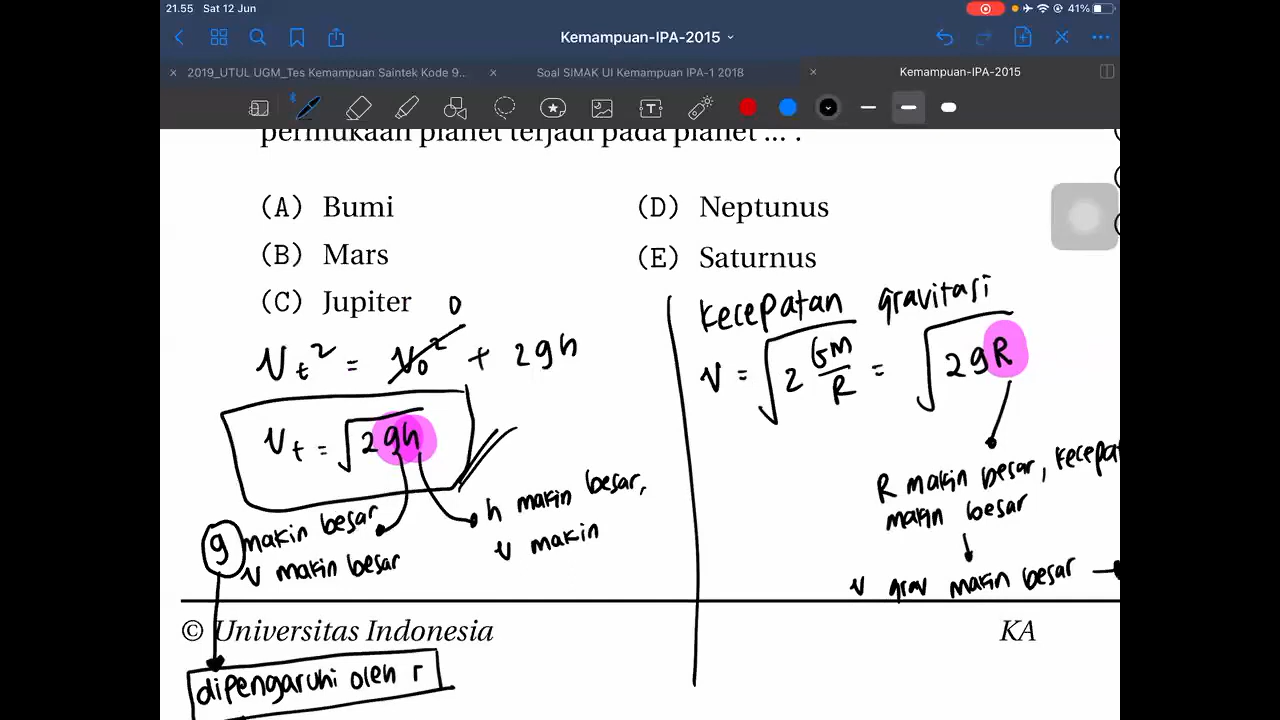 21.55 Sat 12 Jun 41%
Kemampuan-IPA-2015
2019_UTUL UGM_Tes Kemampuan Saintek Kode 9... Soal SIMAK UI Kemampuan IPA-1 2018 Kemampuan-IPA-2015
permukaan planet terjadi pada planet ... .
(A) Bumi
(B) Mars
(C) Jupiter
(D) Neptunus
(E) Saturnus
Vt² = V0² + 2gh
0
Vt = √2gh
g makin besar
v makin besar
h makin besar,
v makin
dipengaruhi oleh r
kecepatan gravitasi
v = √2 GM/R = √2gR
R makin besar, kecepa
makin besar
v grav makin besar
© Universitas Indonesia KA